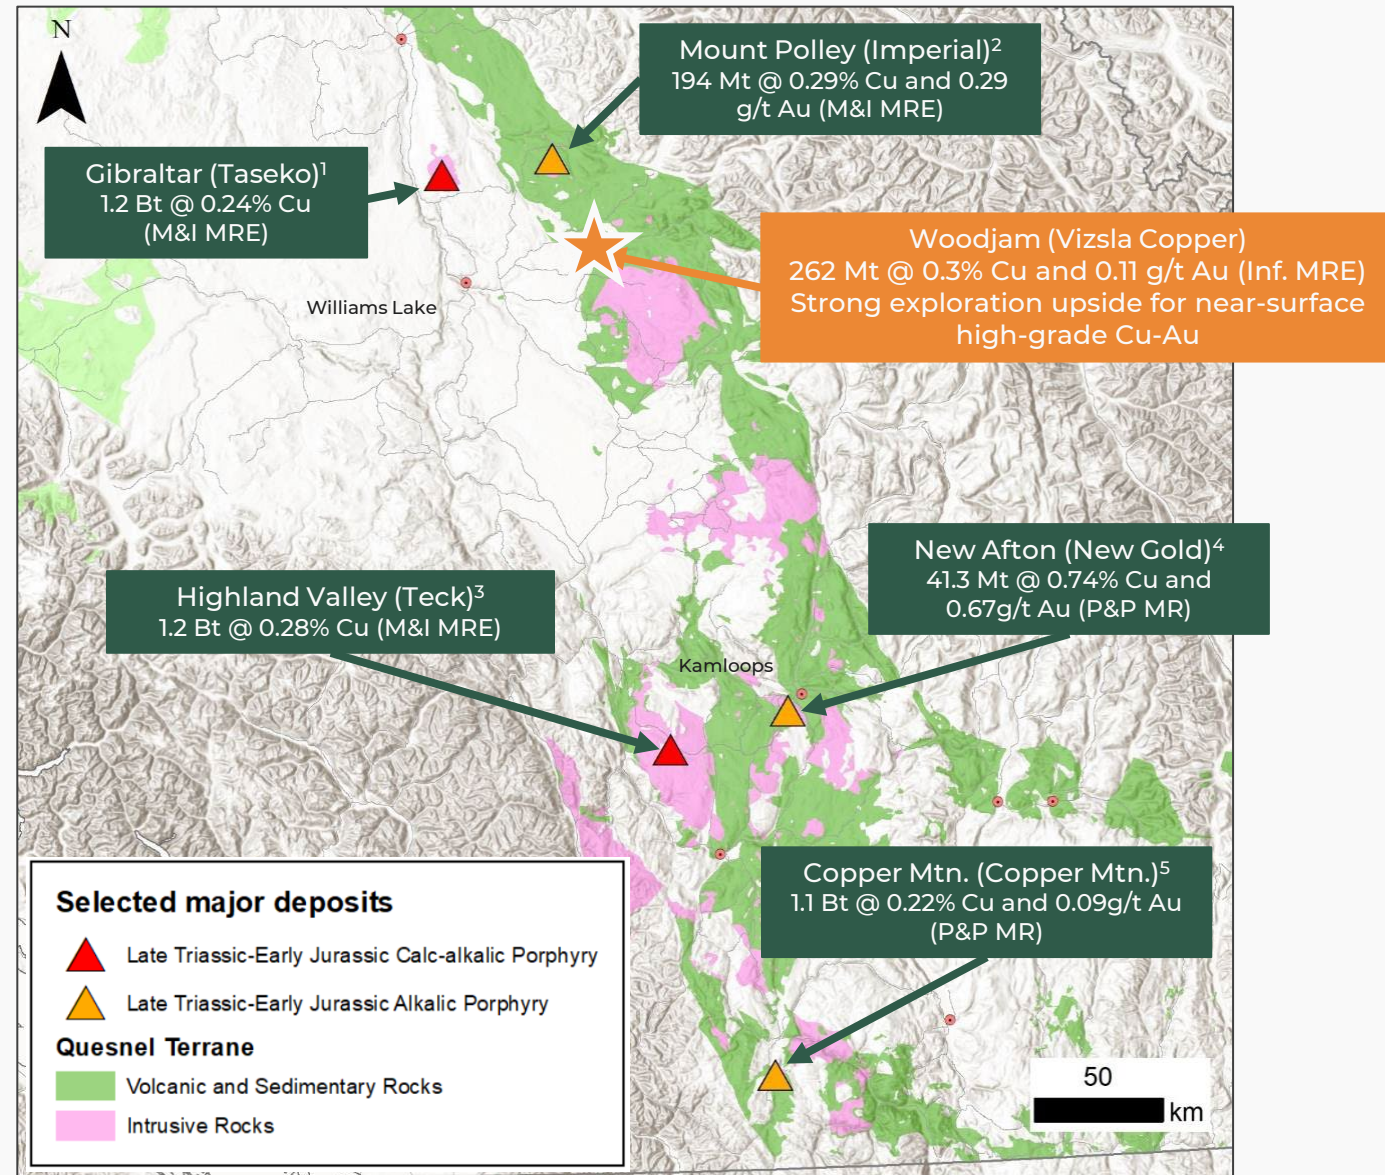 N
Mount Polley (Imperial)2
194 Mt @ 0.29% Cu and 0.29
g/t Au (M&I MRE)
Gibraltar (Taseko)1
1.2 Bt @ 0.24% Cu
(M&I MRE)
Woodjam (Vizsla Copper)
262 Mt @ 0.3% Cu and 0.11 g/t Au (Inf. MRE)
Strong exploration upside for near-surface
high-grade Cu-Au
Williams Lake
New Afton (New Gold)4
41.3 Mt @ 0.74% Cu and
0.67g/t Au (P&P MR)
Highland Valley (Teck)3
1.2 Bt @ 0.28% Cu (M&I MRE)
Kamloops
Copper Mtn. (Copper Mtn.)5
1.1 Bt @ 0.22% Cu and 0.09g/t Au
(P&P MR)
Selected major deposits
Late Triassic-Early Jurassic Calc-alkalic Porphyry
Late Triassic-Early Jurassic Alkalic Porphyry
Quesnel Terrane
Volcanic and Sedimentary Rocks
Intrusive Rocks
50
km